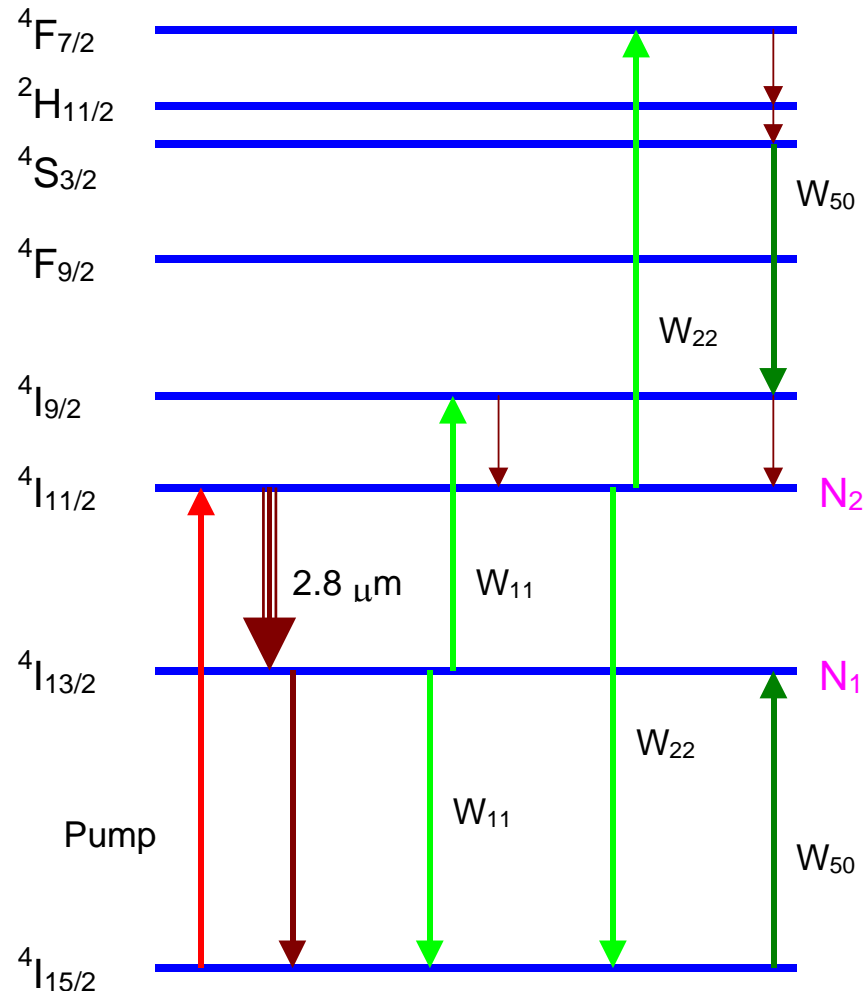 ⁴F₇/₂
²H₁₁/₂
⁴S₃/₂
W₅₀
⁴F₉/₂
W₂₂
⁴I₉/₂
⁴I₁₁/₂
N₂
2.8 μm
W₁₁
⁴I₁₃/₂
N₁
W₂₂
W₁₁
Pump
W₅₀
⁴I₁₅/₂